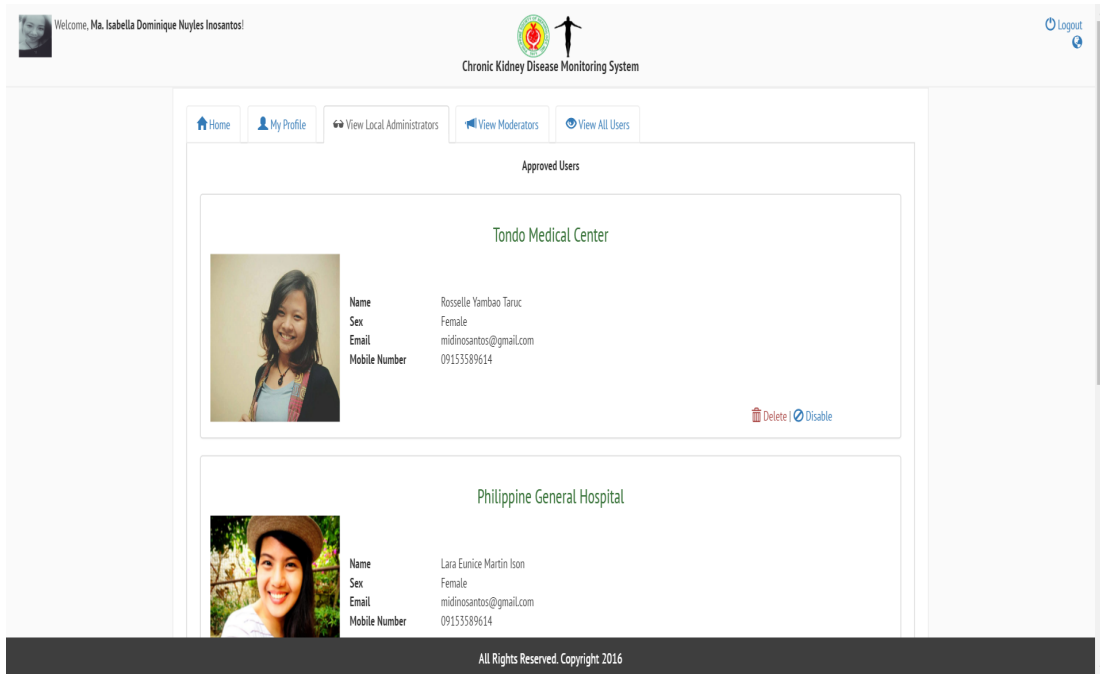 Welcome, Ma. Isabella Dominique Nuyles Inosantos!
Logout
Chronic Kidney Disease Monitoring System
Home My Profile View Local Administrators View Moderators View All Users
Approved Users
Tondo Medical Center
Name Rosselle Yambao Taruc
Sex Female
Email midinosantos@gmail.com
Mobile Number 09153589614
Delete | Disable
Philippine General Hospital
Name Lara Eunice Martin Ison
Sex Female
Email midinosantos@gmail.com
Mobile Number 09153589614
All Rights Reserved. Copyright 2016